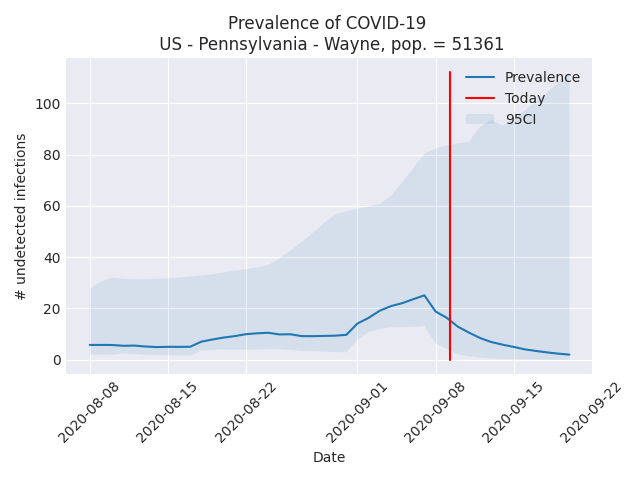 Prevalence of COVID-19
US - Pennsylvania - Wayne, pop. = 51361
Prevalence
Today
95CI
# undetected infections
100
80
60
40
20
0
2020-08-08
2020-08-15
2020-08-22
2020-09-01
2020-09-08
2020-09-15
2020-09-22
Date